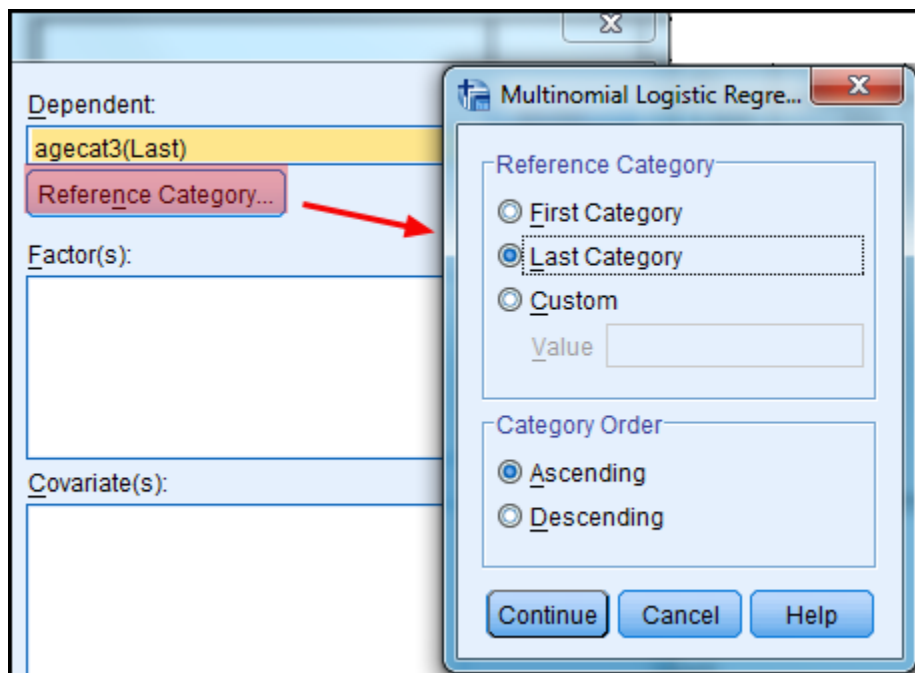 Dependent:
agecat3(Last)
Reference Category...
Factor(s):
Covariate(s):
Multinomial Logistic Regre...
Reference Category
First Category
Last Category
Custom
Value
Category Order
Ascending
Descending
Continue
Cancel
Help